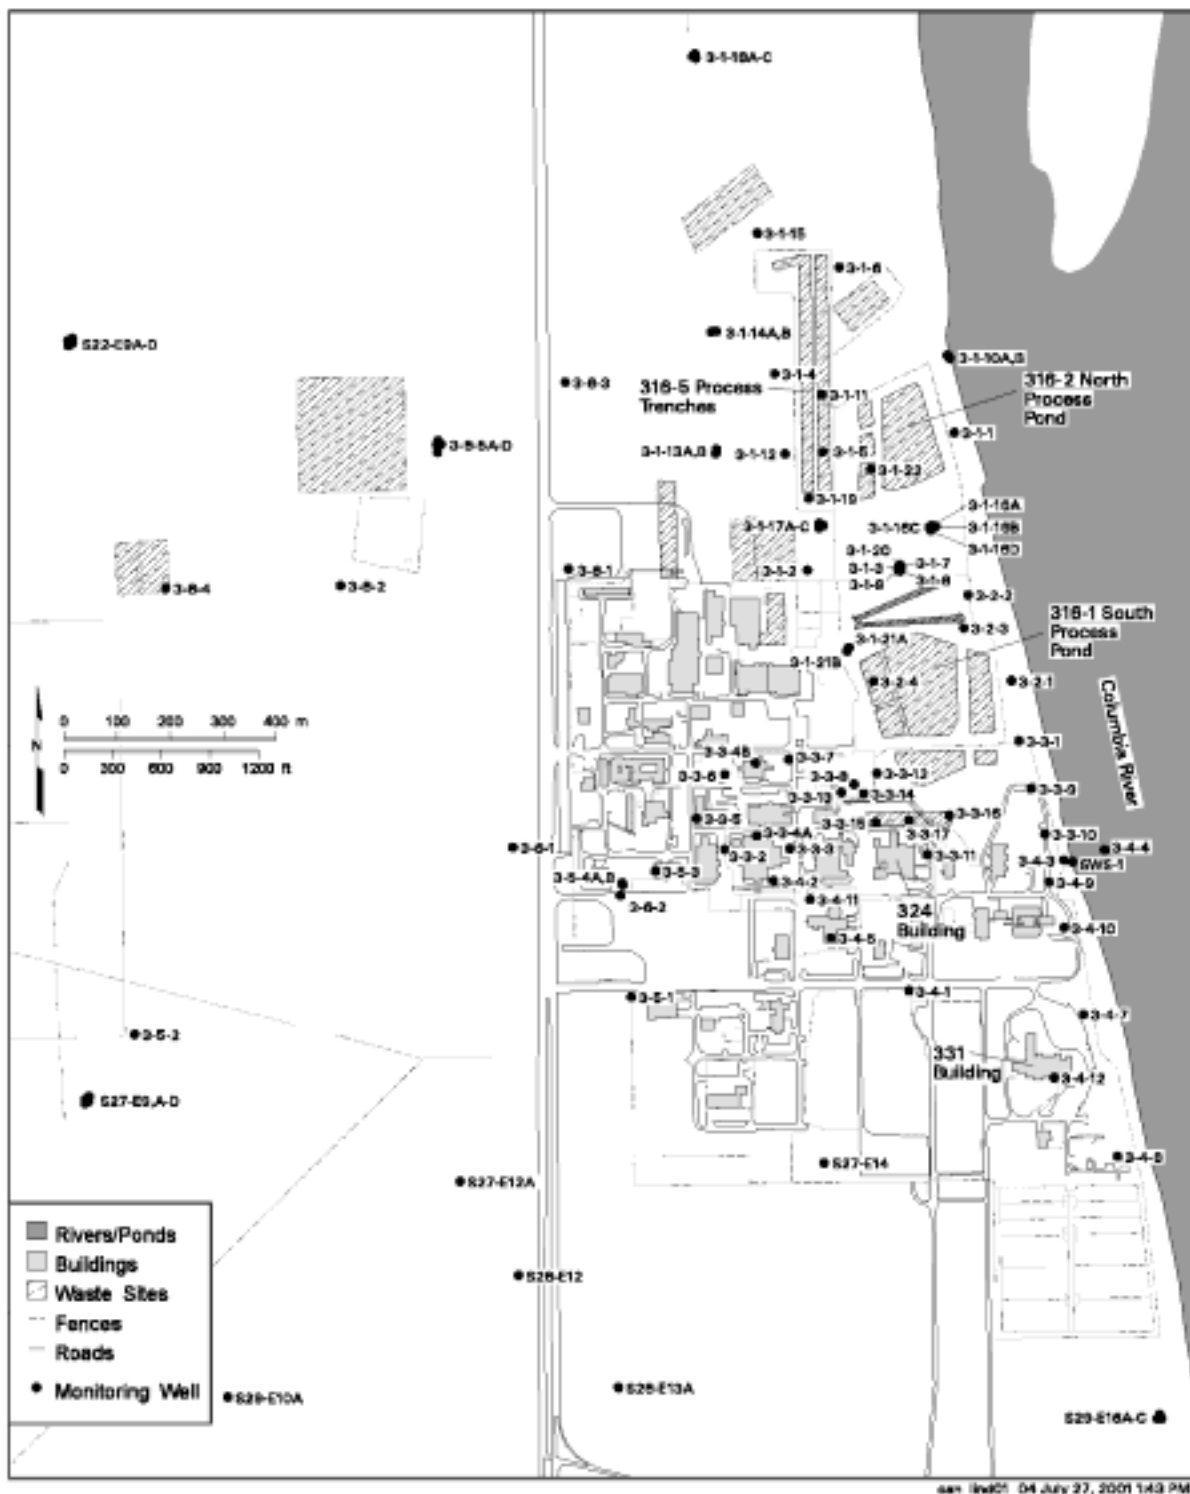 3-1-18A-C
3-1-15
3-1-6
3-1-14A,B
S22-E9A-D
3-1-10A,B
3-1-4
316-2 North
Process
Pond
316-5 Process
Trenches
3-8-3
3-1-11
3-1-1
3-1-13A,B
3-1-12
3-1-5
3-1-22
3-1-19
3-1-16A
3-1-17A-C
3-1-16C
3-1-16B
3-1-16D
3-1-20
3-1-3
3-1-7
3-1-9
3-1-8
3-8-1
3-1-2
3-8-4
3-8-2
3-2-2
316-1 South
Process
Pond
3-2-3
3-1-21A
3-1-21B
3-2-4
3-2-1
Columbia River
0 100 200 300 400 m
N
0 300 600 900 1200 ft
3-3-1
3-3-4B
3-3-7
3-3-6
3-3-8
3-3-12
3-3-13
3-3-14
3-3-9
3-3-5
3-3-15
3-3-16
3-3-17
3-3-4A
3-3-10
3-6-1
3-3-2
3-3-3
3-3-11
3-4-4
3-4-3
SWS-1
3-5-4A,B
3-5-3
3-4-2
3-4-9
3-6-2
3-4-11
324
Building
3-4-10
3-4-5
3-5-1
3-4-1
3-4-7
3-5-2
331
Building
3-4-12
S27-E9,A-D
3-4-8
S27-E14
S27-E12A
Rivers/Ponds
Buildings
Waste Sites
Fences
Roads
Monitoring Well
S28-E12
S28-E13A
S29-E10A
S29-E16A-C
04 July 27, 2001 1:43 PM